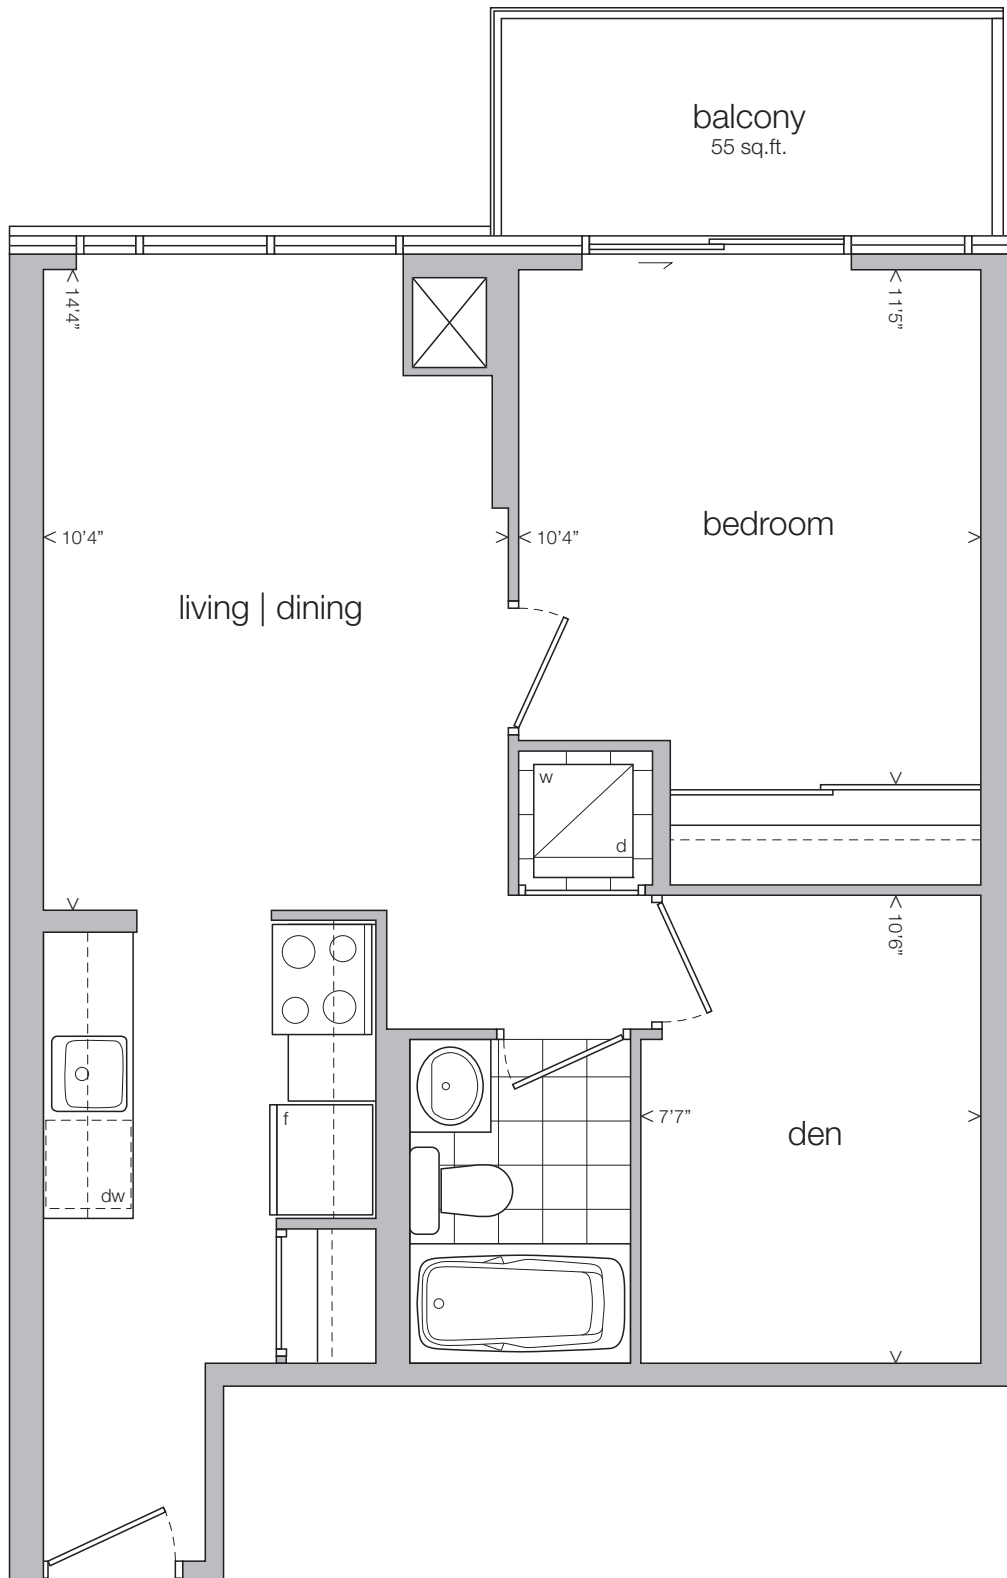 balcony
55 sq.ft.
14'4"
11'5"
10'4"
10'4"
bedroom
living | dining
w
d
10'6"
f
7'7"
den
dw